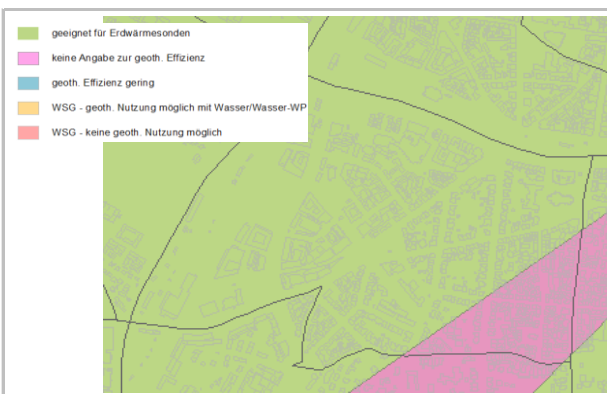 geeignet für Erdwärmesonden
keine Angabe zur geoth. Effizienz
geoth. Effizienz gering
WSG - geoth. Nutzung möglich mit Wasser/Wasser-WP
WSG - keine geoth. Nutzung möglich